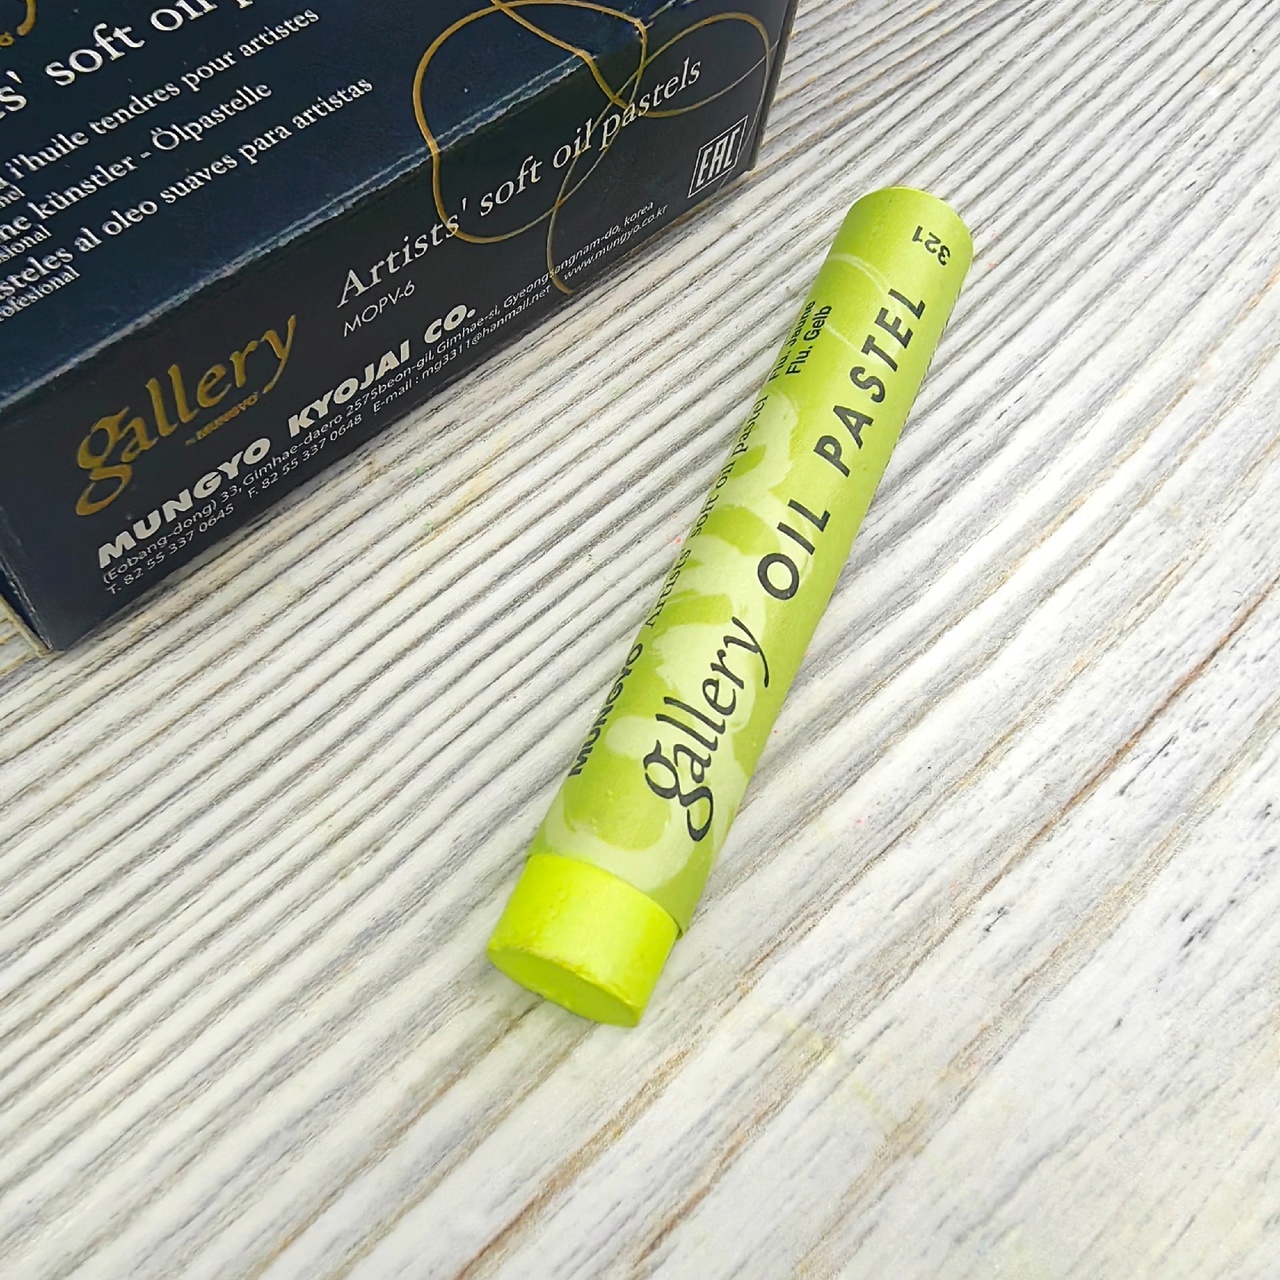 s' soft oil p
l'huile tendres pour artistes
ne künstler - Ölpastelle
steles al oleo suaves para artistas
Artists' soft oil pastels
MOPV-6
EAC
gallery
MUNGYO
MUNGYO KYOJAI CO.
(Eobang-dong) 33, Gimhae-daero 2575beon-gil, Gimhae-si, Gyeongsangnam-do, korea
T. 82 55 337 0645 F. 82 55 337 0648 E-mail : mg3311@hanmail.net www.mungyo.co.kr
321
MUNGYO Artists' soft oil pastel Flu. Jaune
Flu. Gelb
gallery OIL PASTEL